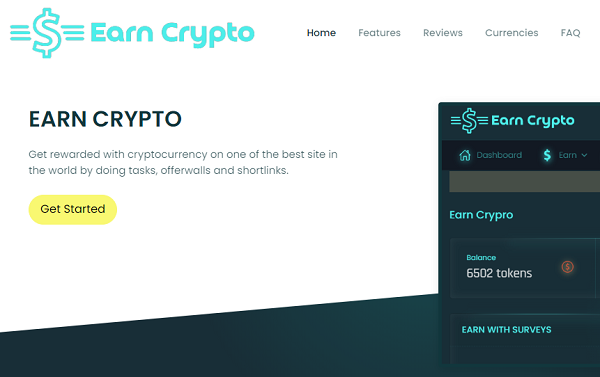 Earn Crypto
Home Features Reviews Currencies FAQ
EARN CRYPTO
Get rewarded with cryptocurrency on one of the best site in
the world by doing tasks, offerwalls and shortlinks.
Get Started
Earn Crypto
Dashboard $ Earn
Earn Crypro
Balance
6502 tokens
EARN WITH SURVEYS